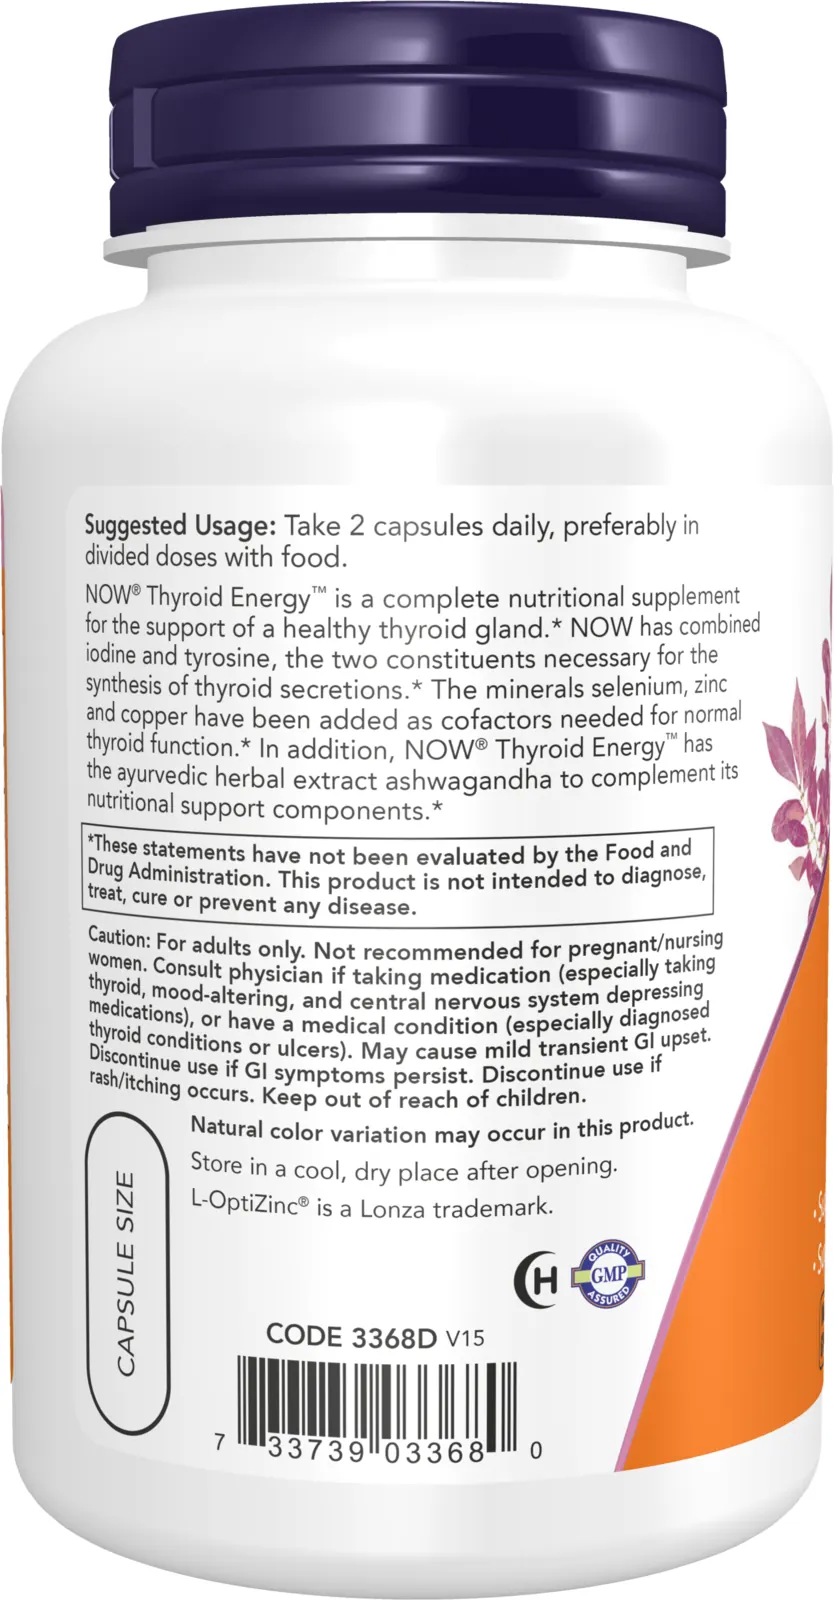 Suggested Usage: Take 2 capsules daily, preferably in
divided doses with food.
NOW® Thyroid Energy™ is a complete nutritional supplement
for the support of a healthy thyroid gland.* NOW has combined
iodine and tyrosine, the two constituents necessary for the
synthesis of thyroid secretions.* The minerals selenium, zinc
and copper have been added as cofactors needed for normal
thyroid function.* In addition, NOW® Thyroid Energy™ has
the ayurvedic herbal extract ashwagandha to complement its
nutritional support components.*
*These statements have not been evaluated by the Food and
Drug Administration. This product is not intended to diagnose,
treat, cure or prevent any disease.
Caution: For adults only. Not recommended for pregnant/nursing
women. Consult physician if taking medication (especially taking
thyroid, mood-altering, and central nervous system depressing
medications), or have a medical condition (especially diagnosed
thyroid conditions or ulcers). May cause mild transient GI upset.
Discontinue use if GI symptoms persist. Discontinue use if
rash/itching occurs. Keep out of reach of children.
Natural color variation may occur in this product.
Store in a cool, dry place after opening.
L-OptiZinc® is a Lonza trademark.
CAPSULE SIZE
H
QUALITY
GMP
ASSURED
CODE 3368D V15
7 33739 03368 0